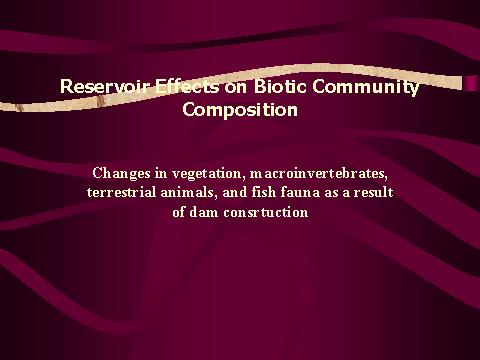 Reservoir Effects on Biotic Community
Composition
Changes in vegetation, macroinvertebrates,
terrestrial animals, and fish fauna as a result
of dam consrtuction